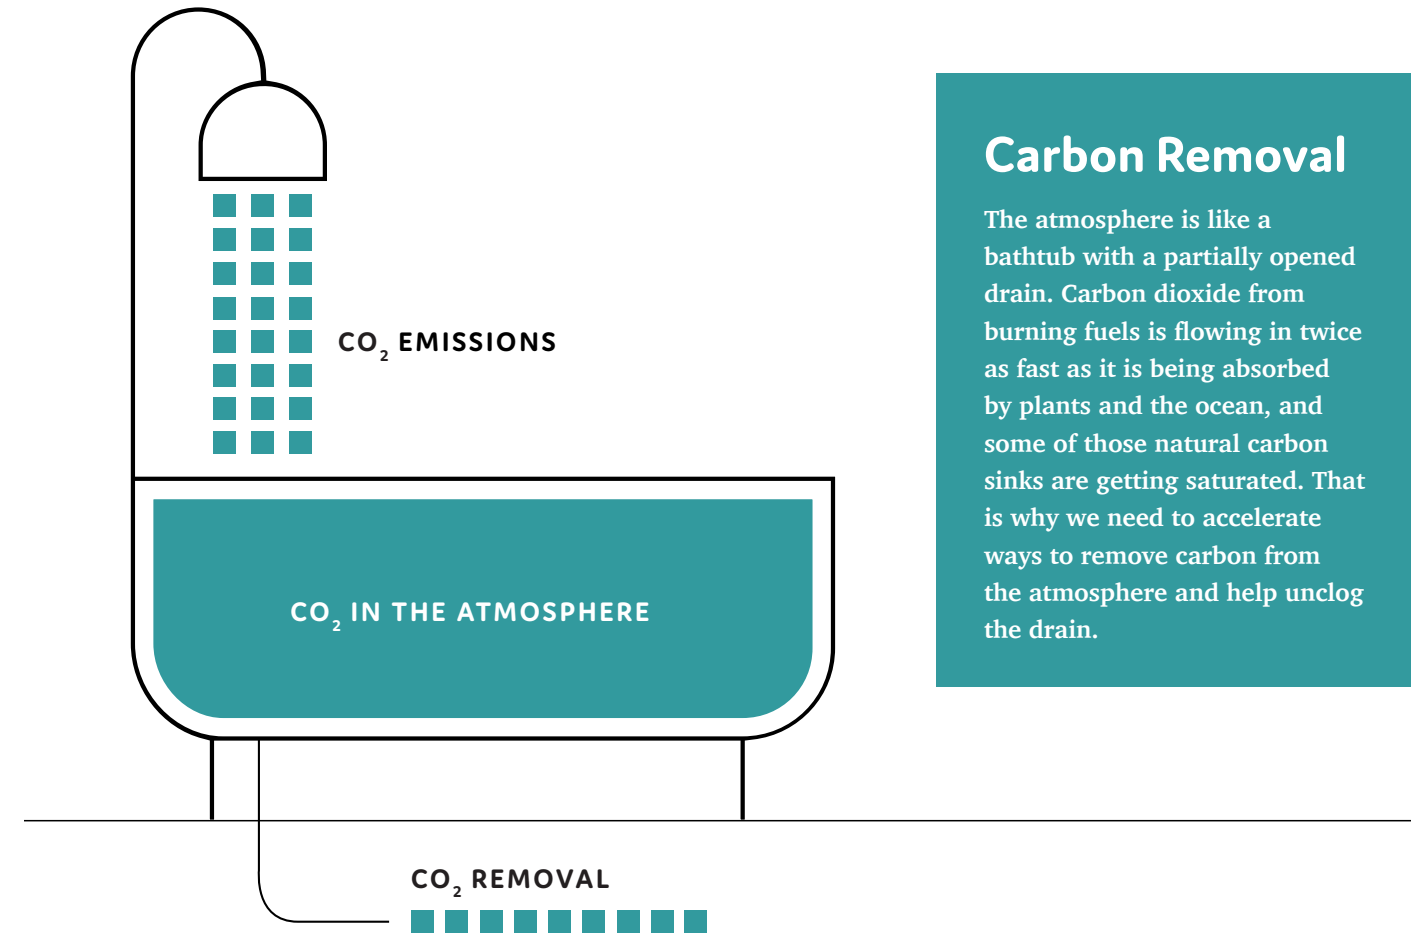 CO₂ EMISSIONS
CO₂ IN THE ATMOSPHERE
CO₂ REMOVAL
Carbon Removal
The atmosphere is like a
bathtub with a partially opened
drain. Carbon dioxide from
burning fuels is flowing in twice
as fast as it is being absorbed
by plants and the ocean, and
some of those natural carbon
sinks are getting saturated. That
is why we need to accelerate
ways to remove carbon from
the atmosphere and help unclog
the drain.